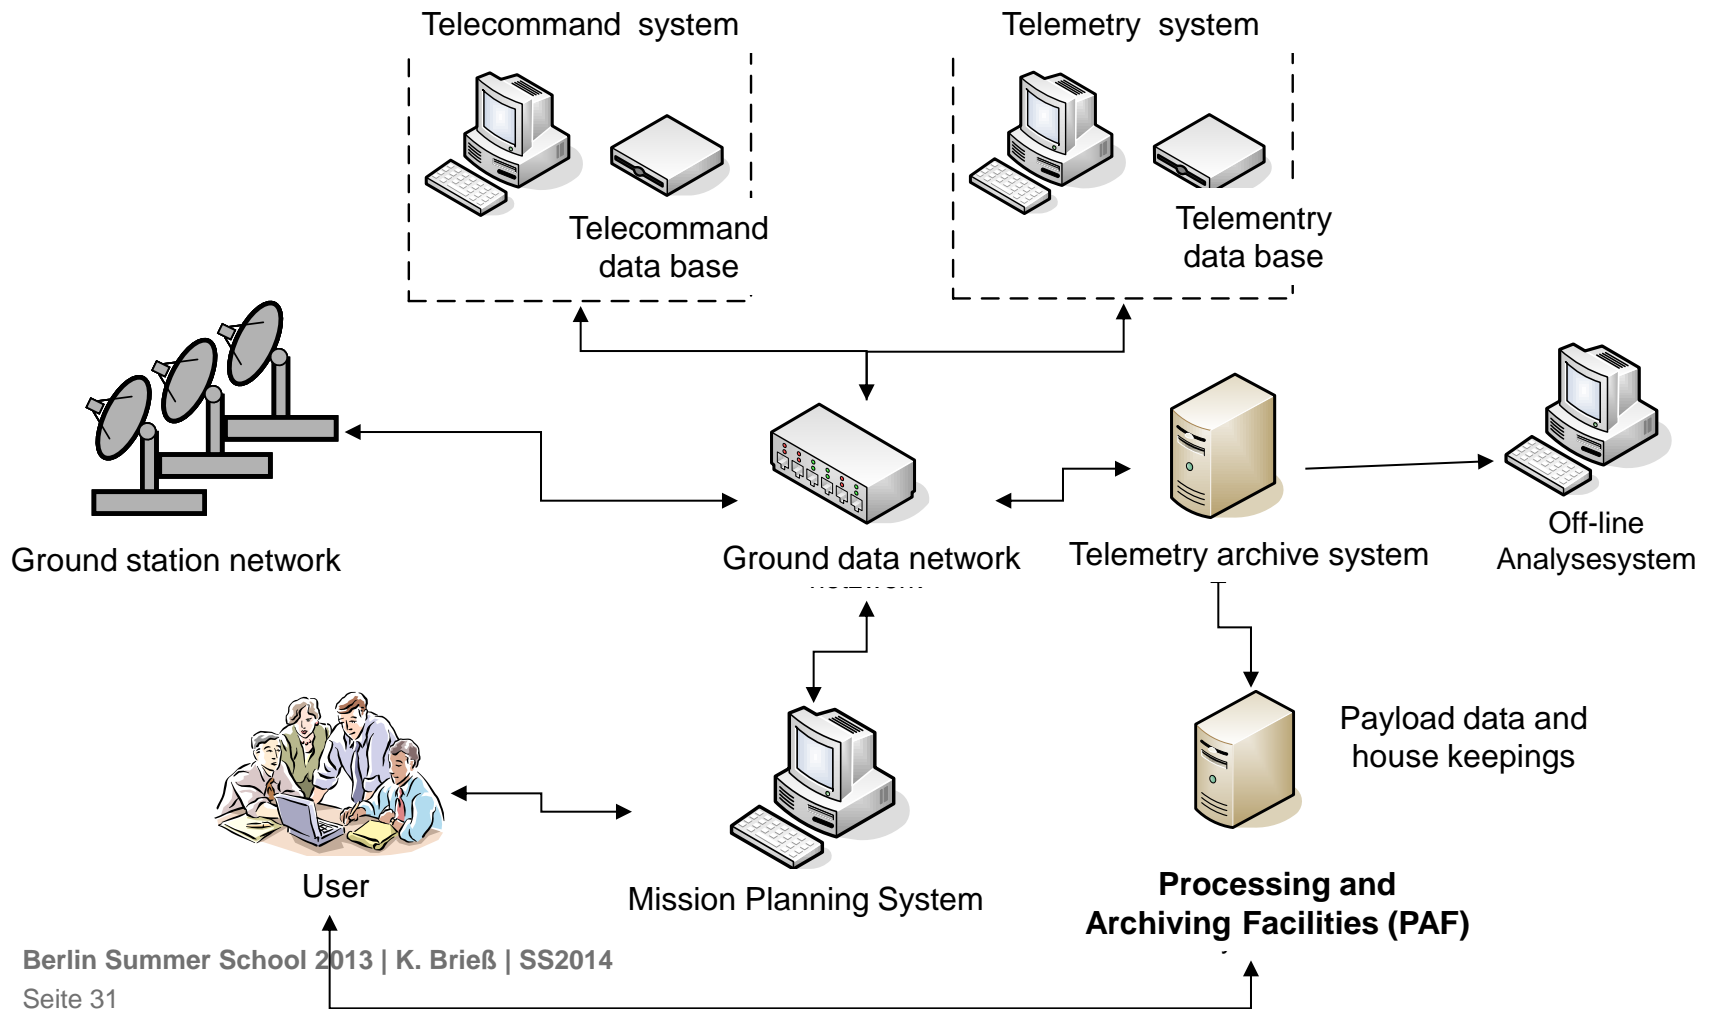 Telecommand system
Telemetry system
Telecommand
data base
Telementry
data base
Ground station network
Ground data network
Telemetry archive system
Off-line
Analysesystem
User
Mission Planning System
Payload data and
house keepings
Processing and
Archiving Facilities (PAF)
Berlin Summer School 2013 | K. Brieß | SS2014
Seite 31